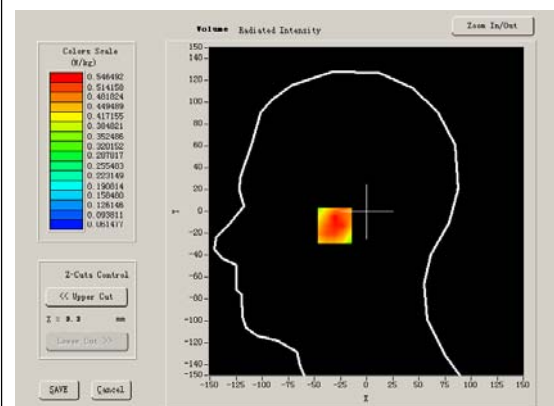 Volume Radiated Intensity
Zoom In/Out
Colors Scale
(W/kg)
0.546492
0.514158
0.481824
0.449489
0.417155
0.384821
0.352486
0.320152
0.287817
0.255483
0.223149
0.190814
0.158480
0.126146
0.093811
0.061477
Z-Cuts Control
<< Upper Cut
mm
Lower Cut >>
SAVE
Cancel
150
120
100
80
60
40
20
0
-20
-40
-60
-80
-100
-120
-140
-150
Y
-150 -125 -100 -75 -50 -25 0 25 50 75 100 125 150
X